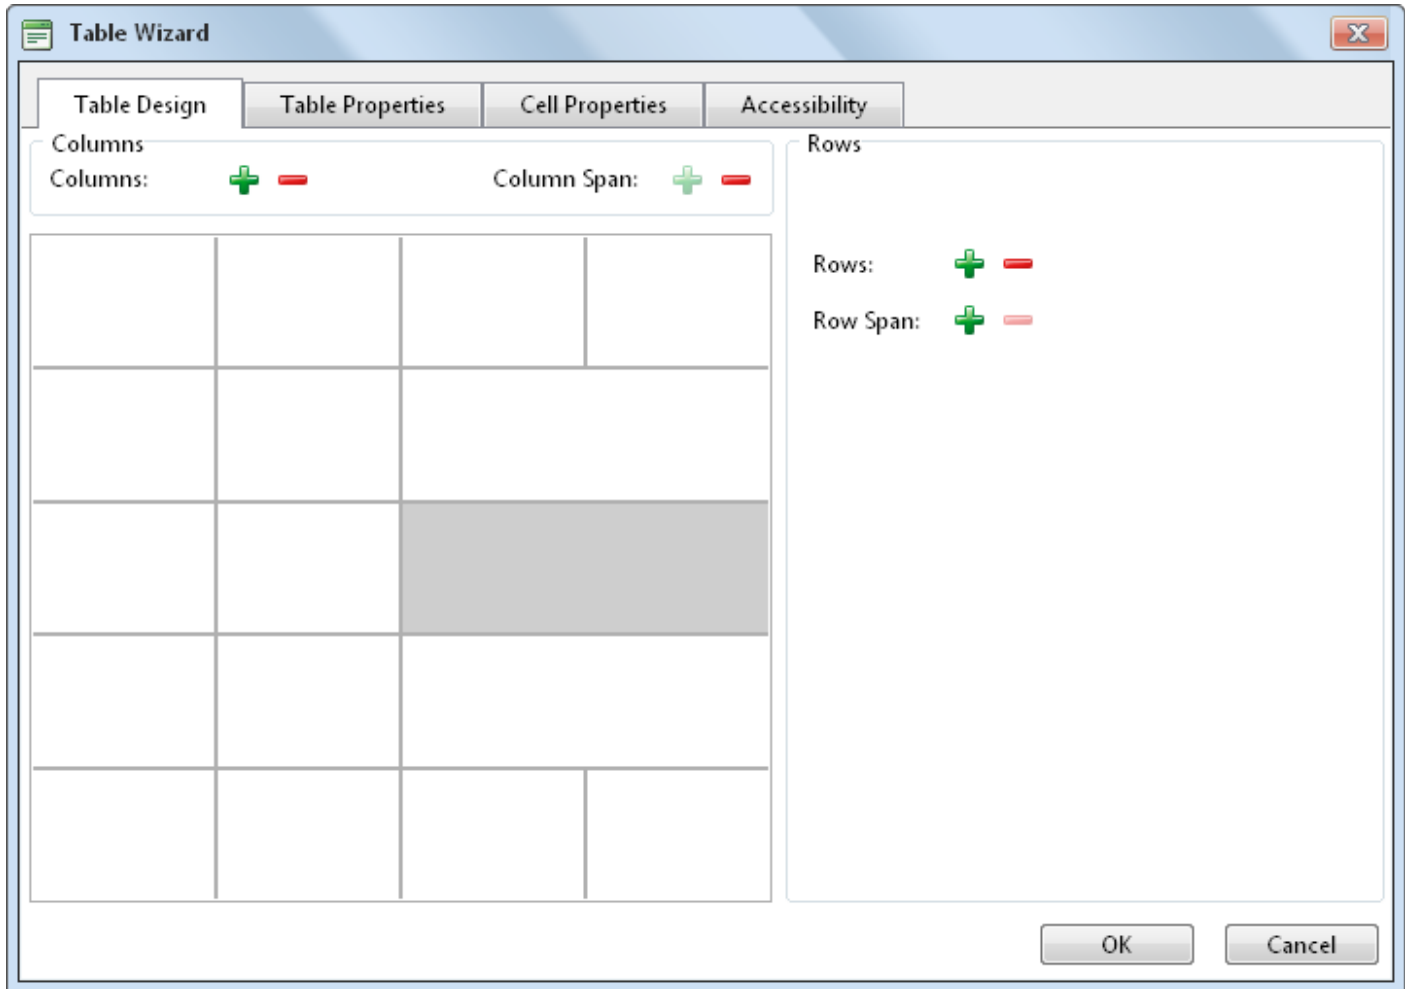 Table Wizard
Table Design Table Properties Cell Properties Accessibility
Columns
Columns: Column Span:
Rows
Rows:
Row Span:
OK Cancel